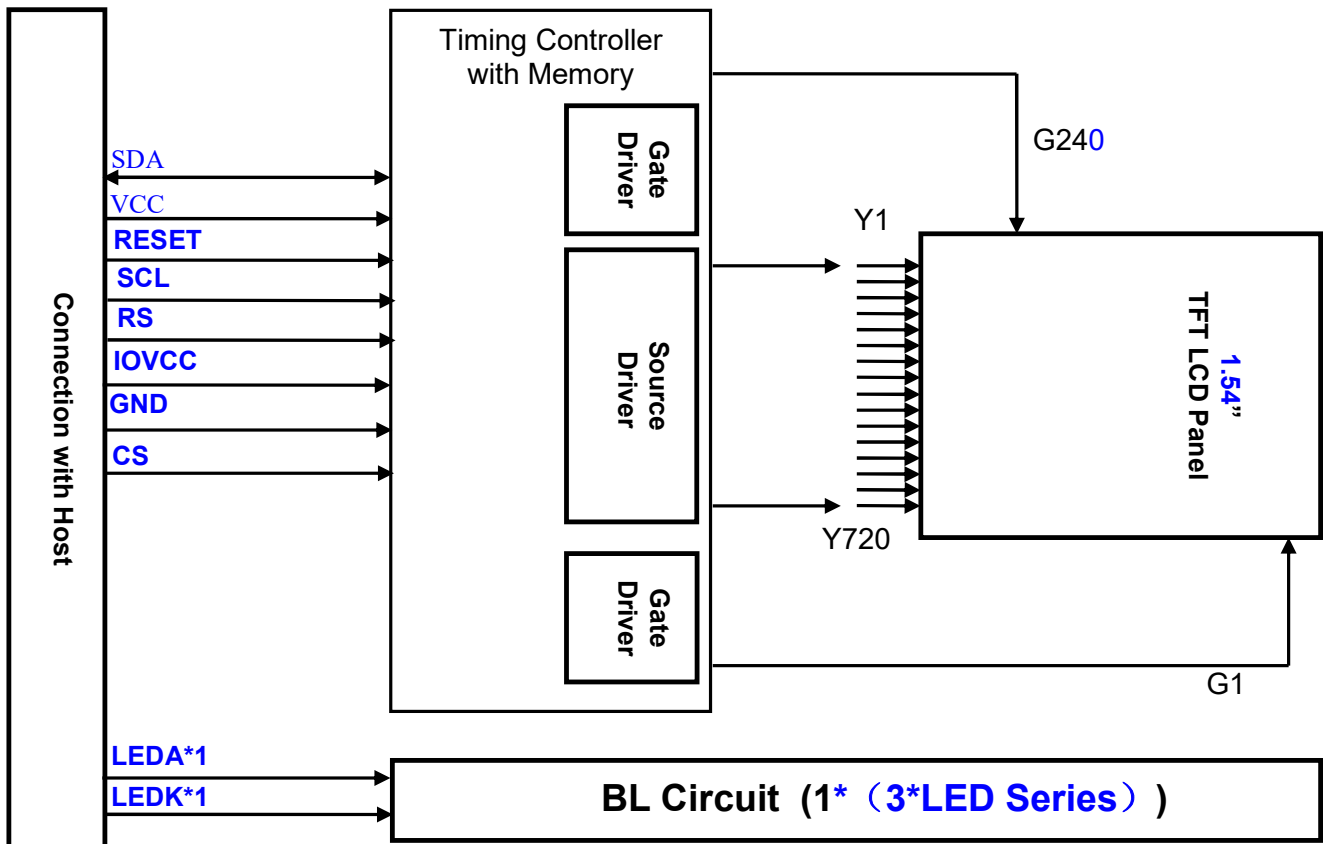 Timing Controller
with Memory
Gate
Driver
G240
SDA
VCC
RESET
SCL
RS
IOVCC
GND
CS
Connection with Host
Y1
Source
Driver
1.54”
TFT LCD Panel
Y720
Gate
Driver
G1
LEDA*1
LEDK*1
BL Circuit (1*（3*LED Series）)